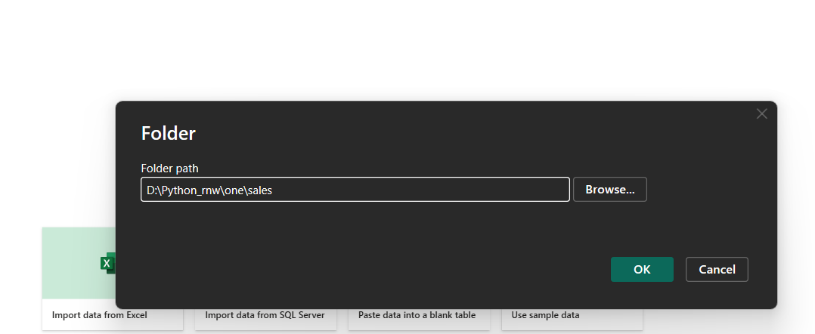 Folder
Folder path
D:\Python_rnw\one\sales
Browse...
OK
Cancel
Import data from Excel
Import data from SQL Server
Paste data into a blank table
Use sample data